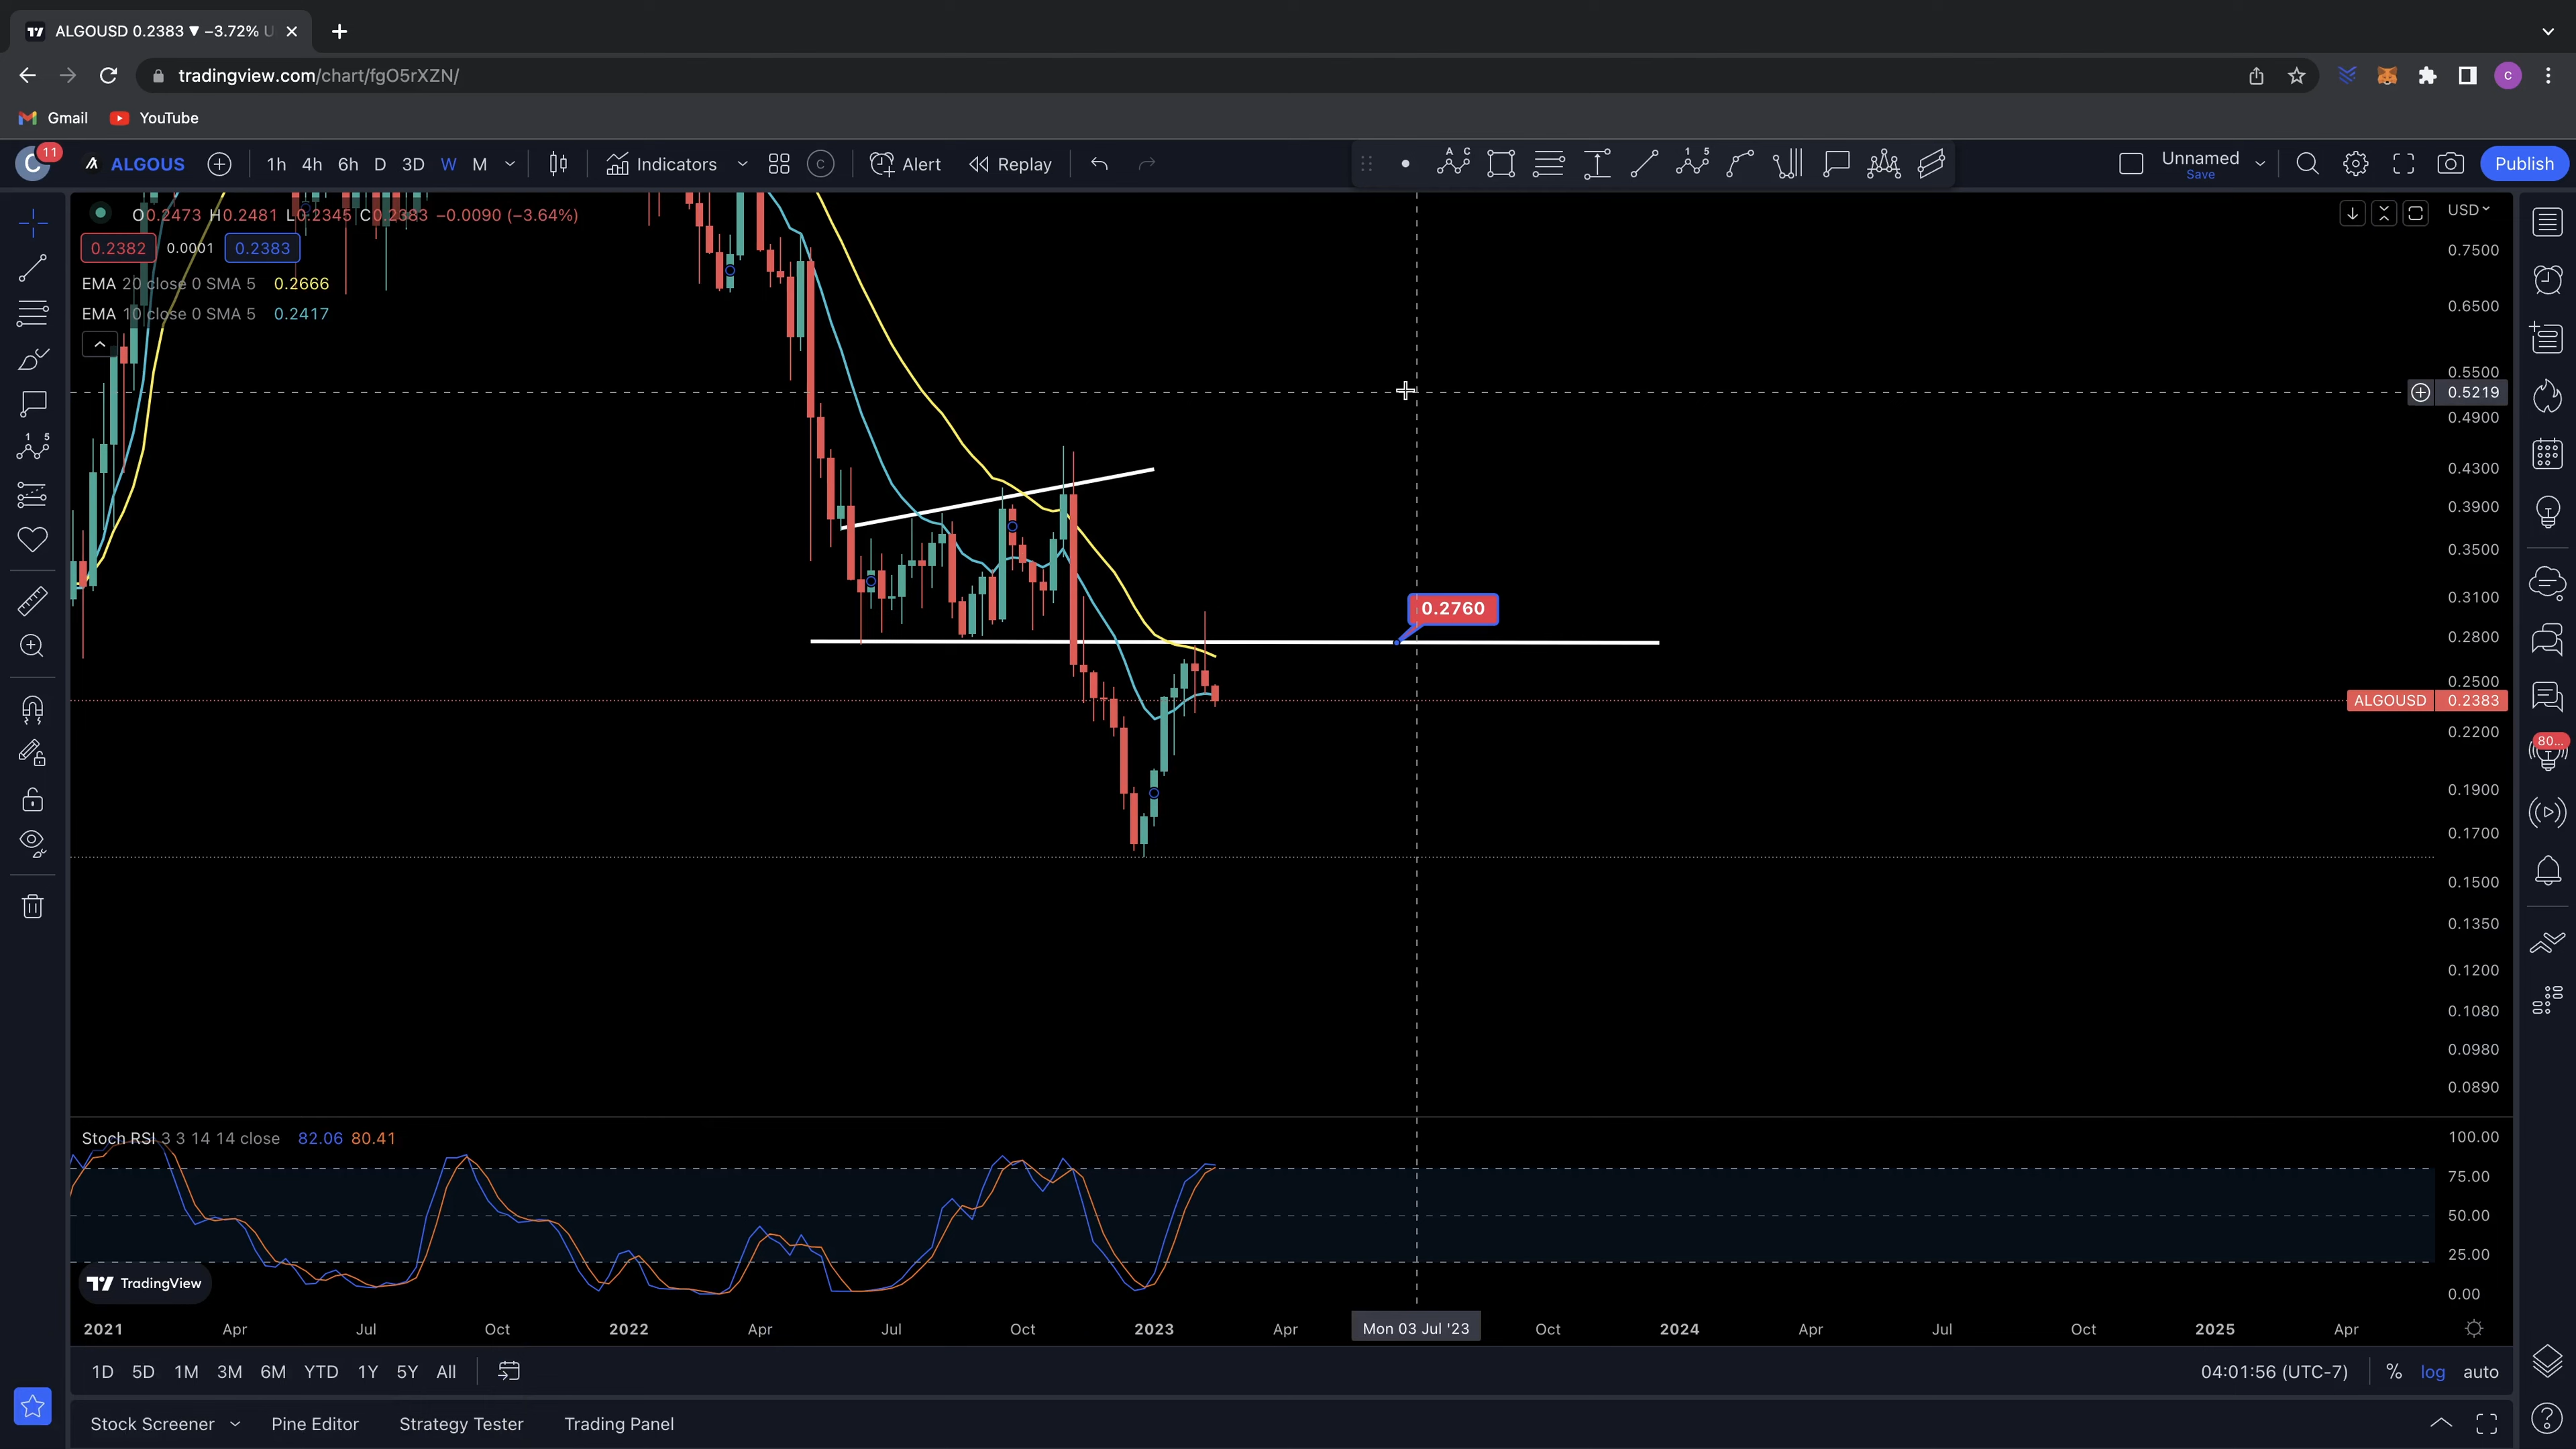 ALGOUSD 0.2383 ▼ −3.72% U
tradingview.com/chart/fgO5rXZN/
C
Gmail YouTube
C 11 ALGOUS 1h 4h 6h D 3D W M Indicators C Alert Replay A C 1 5 Unnamed Save Publish
O0.2473 H0.2481 L0.2345 C0.2383 −0.0090 (−3.64%)
USD
0.2382 0.0001 0.2383
EMA 20 close 0 SMA 5 0.2666
EMA 10 close 0 SMA 5 0.2417
0.7500
0.6500
0.5500
0.5219
0.4900
0.4300
0.3900
0.3500
0.3100
0.2760
0.2800
0.2500
ALGOUSD 0.2383
0.2200
0.1900
0.1700
0.1500
0.1350
0.1200
0.1080
0.0980
0.0890
1 5
80...
Stoch RSI 3 3 14 14 close 82.06 80.41
100.00
75.00
50.00
25.00
0.00
TradingView
2021 Apr Jul Oct 2022 Apr Jul Oct 2023 Apr Mon 03 Jul '23 Oct 2024 Apr Jul Oct 2025 Apr
1D 5D 1M 3M 6M YTD 1Y 5Y All 04:01:56 (UTC-7) % log auto
Stock Screener Pine Editor Strategy Tester Trading Panel